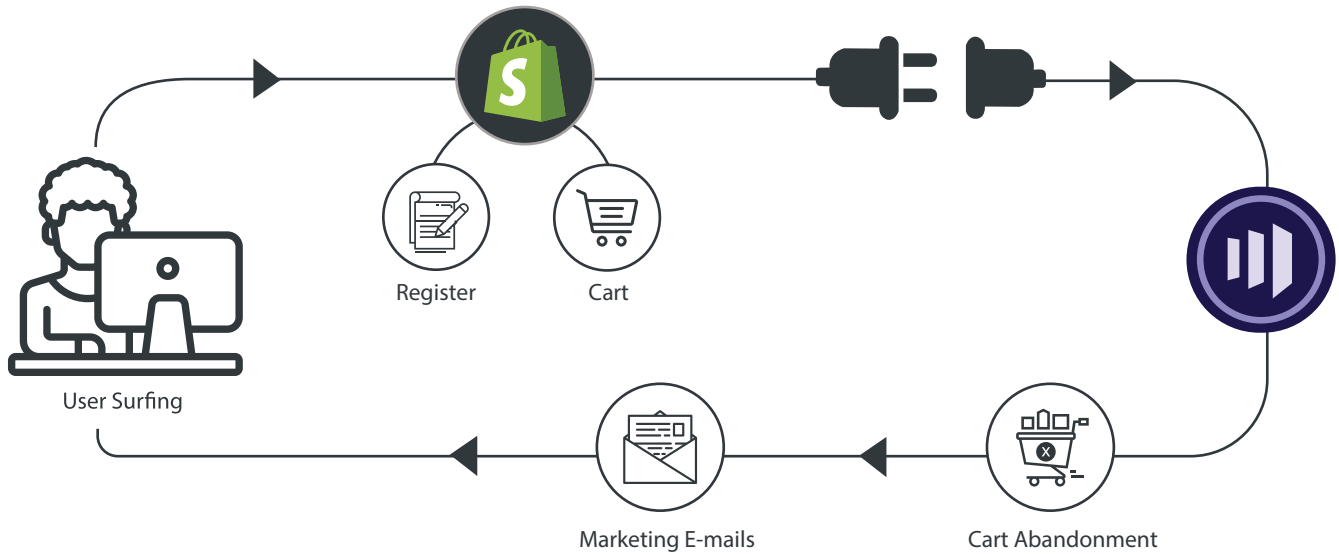 S
Register
Cart
User Surfing
X
Marketing E-mails
Cart Abandonment